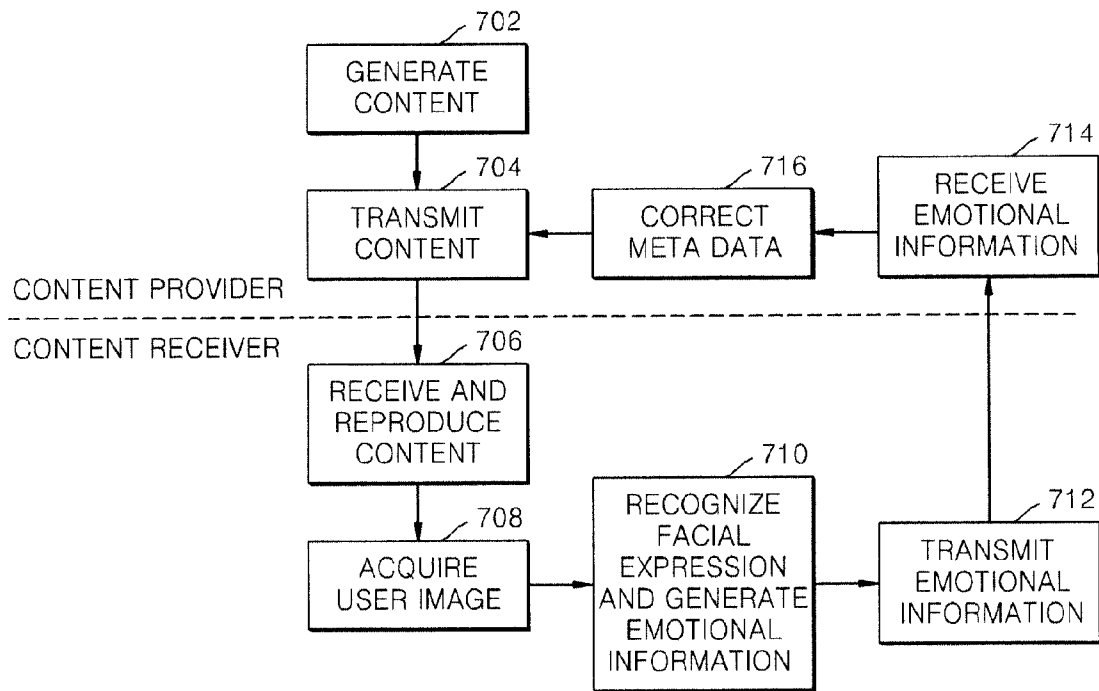 702
GENERATE
CONTENT
704
TRANSMIT
CONTENT
716
CORRECT
META DATA
714
RECEIVE
EMOTIONAL
INFORMATION
CONTENT PROVIDER
CONTENT RECEIVER
706
RECEIVE AND
REPRODUCE
CONTENT
708
ACQUIRE
USER IMAGE
710
RECOGNIZE
FACIAL
EXPRESSION
AND GENERATE
EMOTIONAL
INFORMATION
712
TRANSMIT
EMOTIONAL
INFORMATION